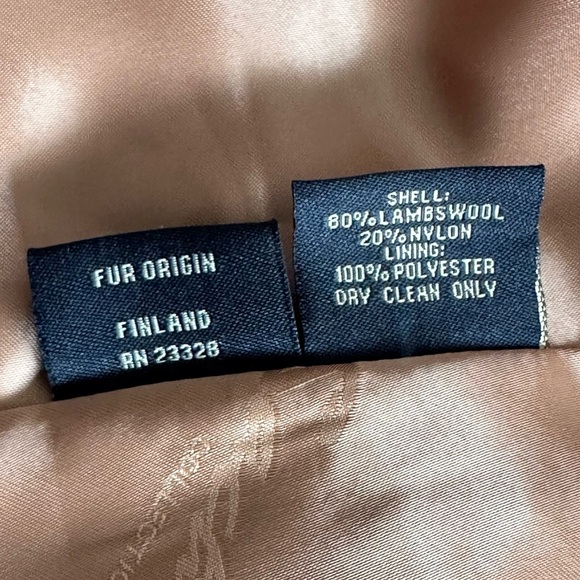 FUR ORIGIN
FINLAND
RN 23328
SHELL:
80% LAMBSWOOL
20% NYLON
LINING:
100% POLYESTER
DRY CLEAN ONLY